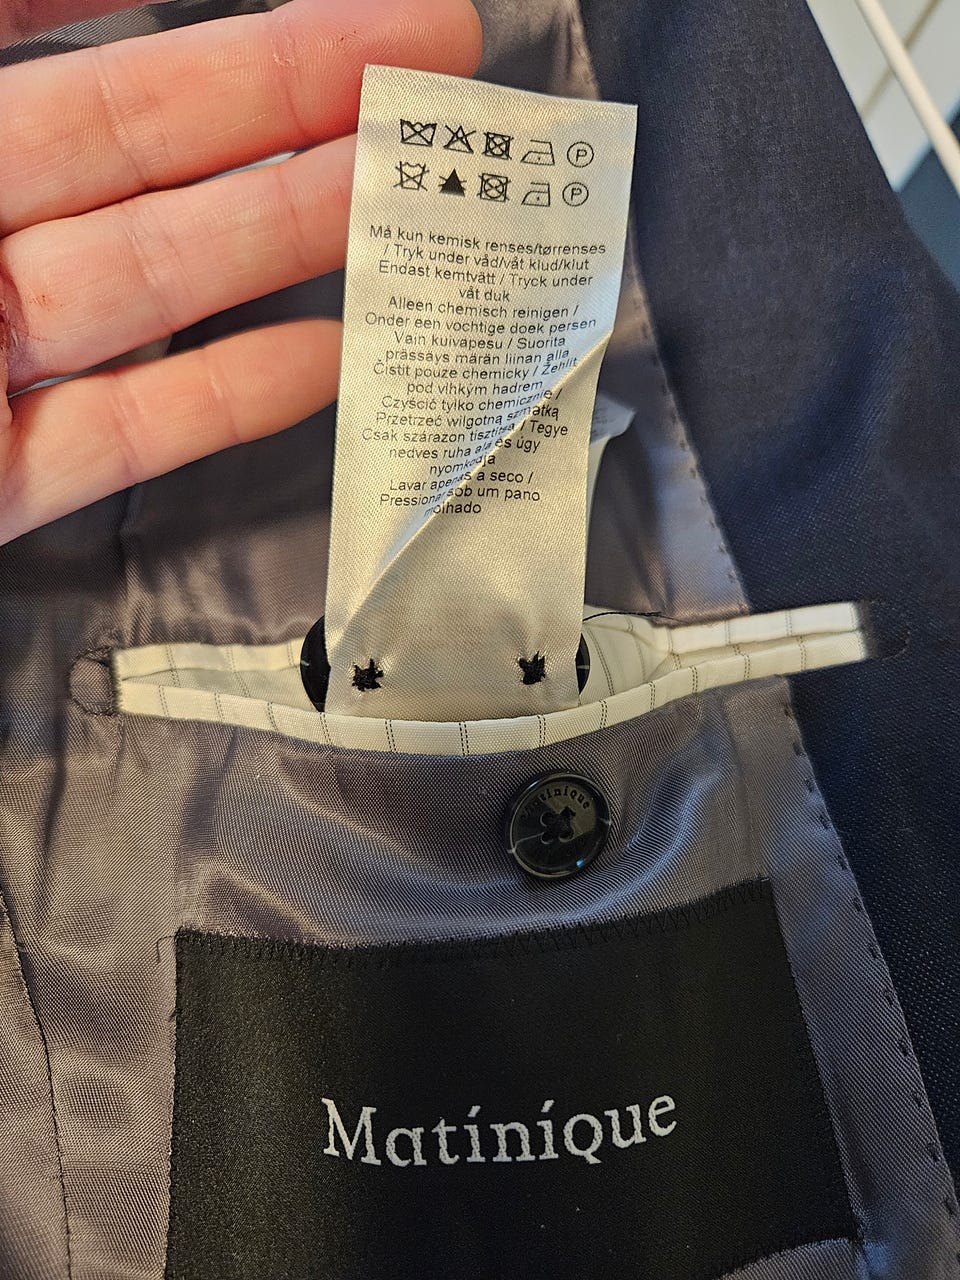 P
P
Må kun kemisk renses/tørrenses
/ Tryk under våd/våt klud/klut
Endast kemtvätt / Tryck under
våt duk
Alleen chemisch reinigen /
Onder een vochtige doek persen
Vain kuivapesu / Suorita
prässäys märän liinan alla
Čistit pouze chemicky / Žehlit
pod vlhkým hadrem
Czyścić tylko chemicznie /
Przetrzeć wilgotną szmatką
Csak szárazon tisztítsa / Tegye
nedves ruha alá és úgy
nyomkodja
Lavar apenas a seco /
Pressionar sob um pano
molhado
Matinique
Matíníque